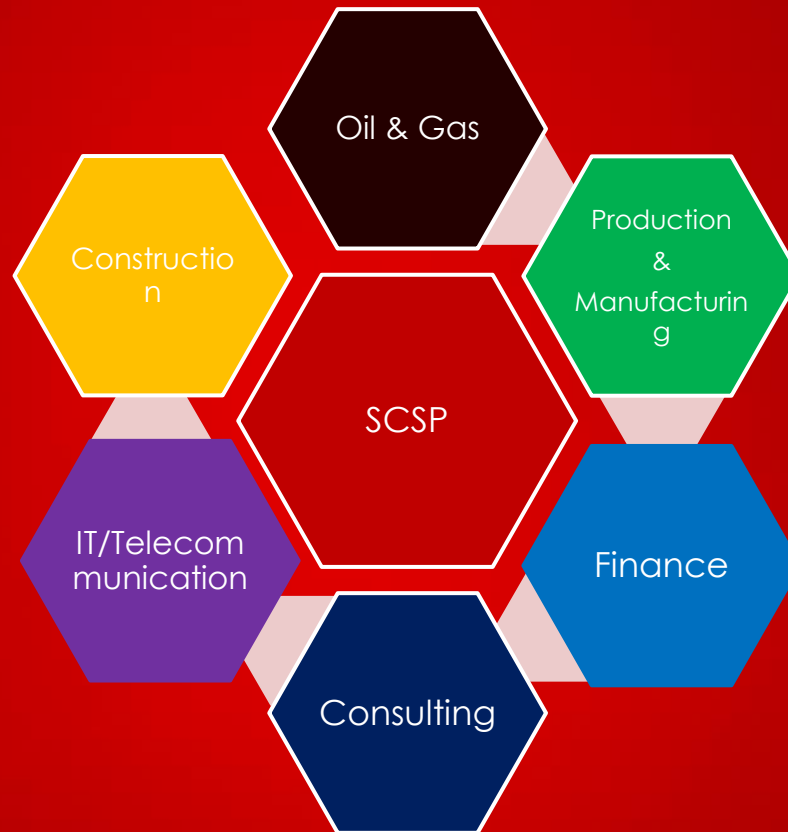 Oil & Gas
Production
&
Manufacturin
g
Constructio
n
SCSP
IT/Telecom
munication
Finance
Consulting